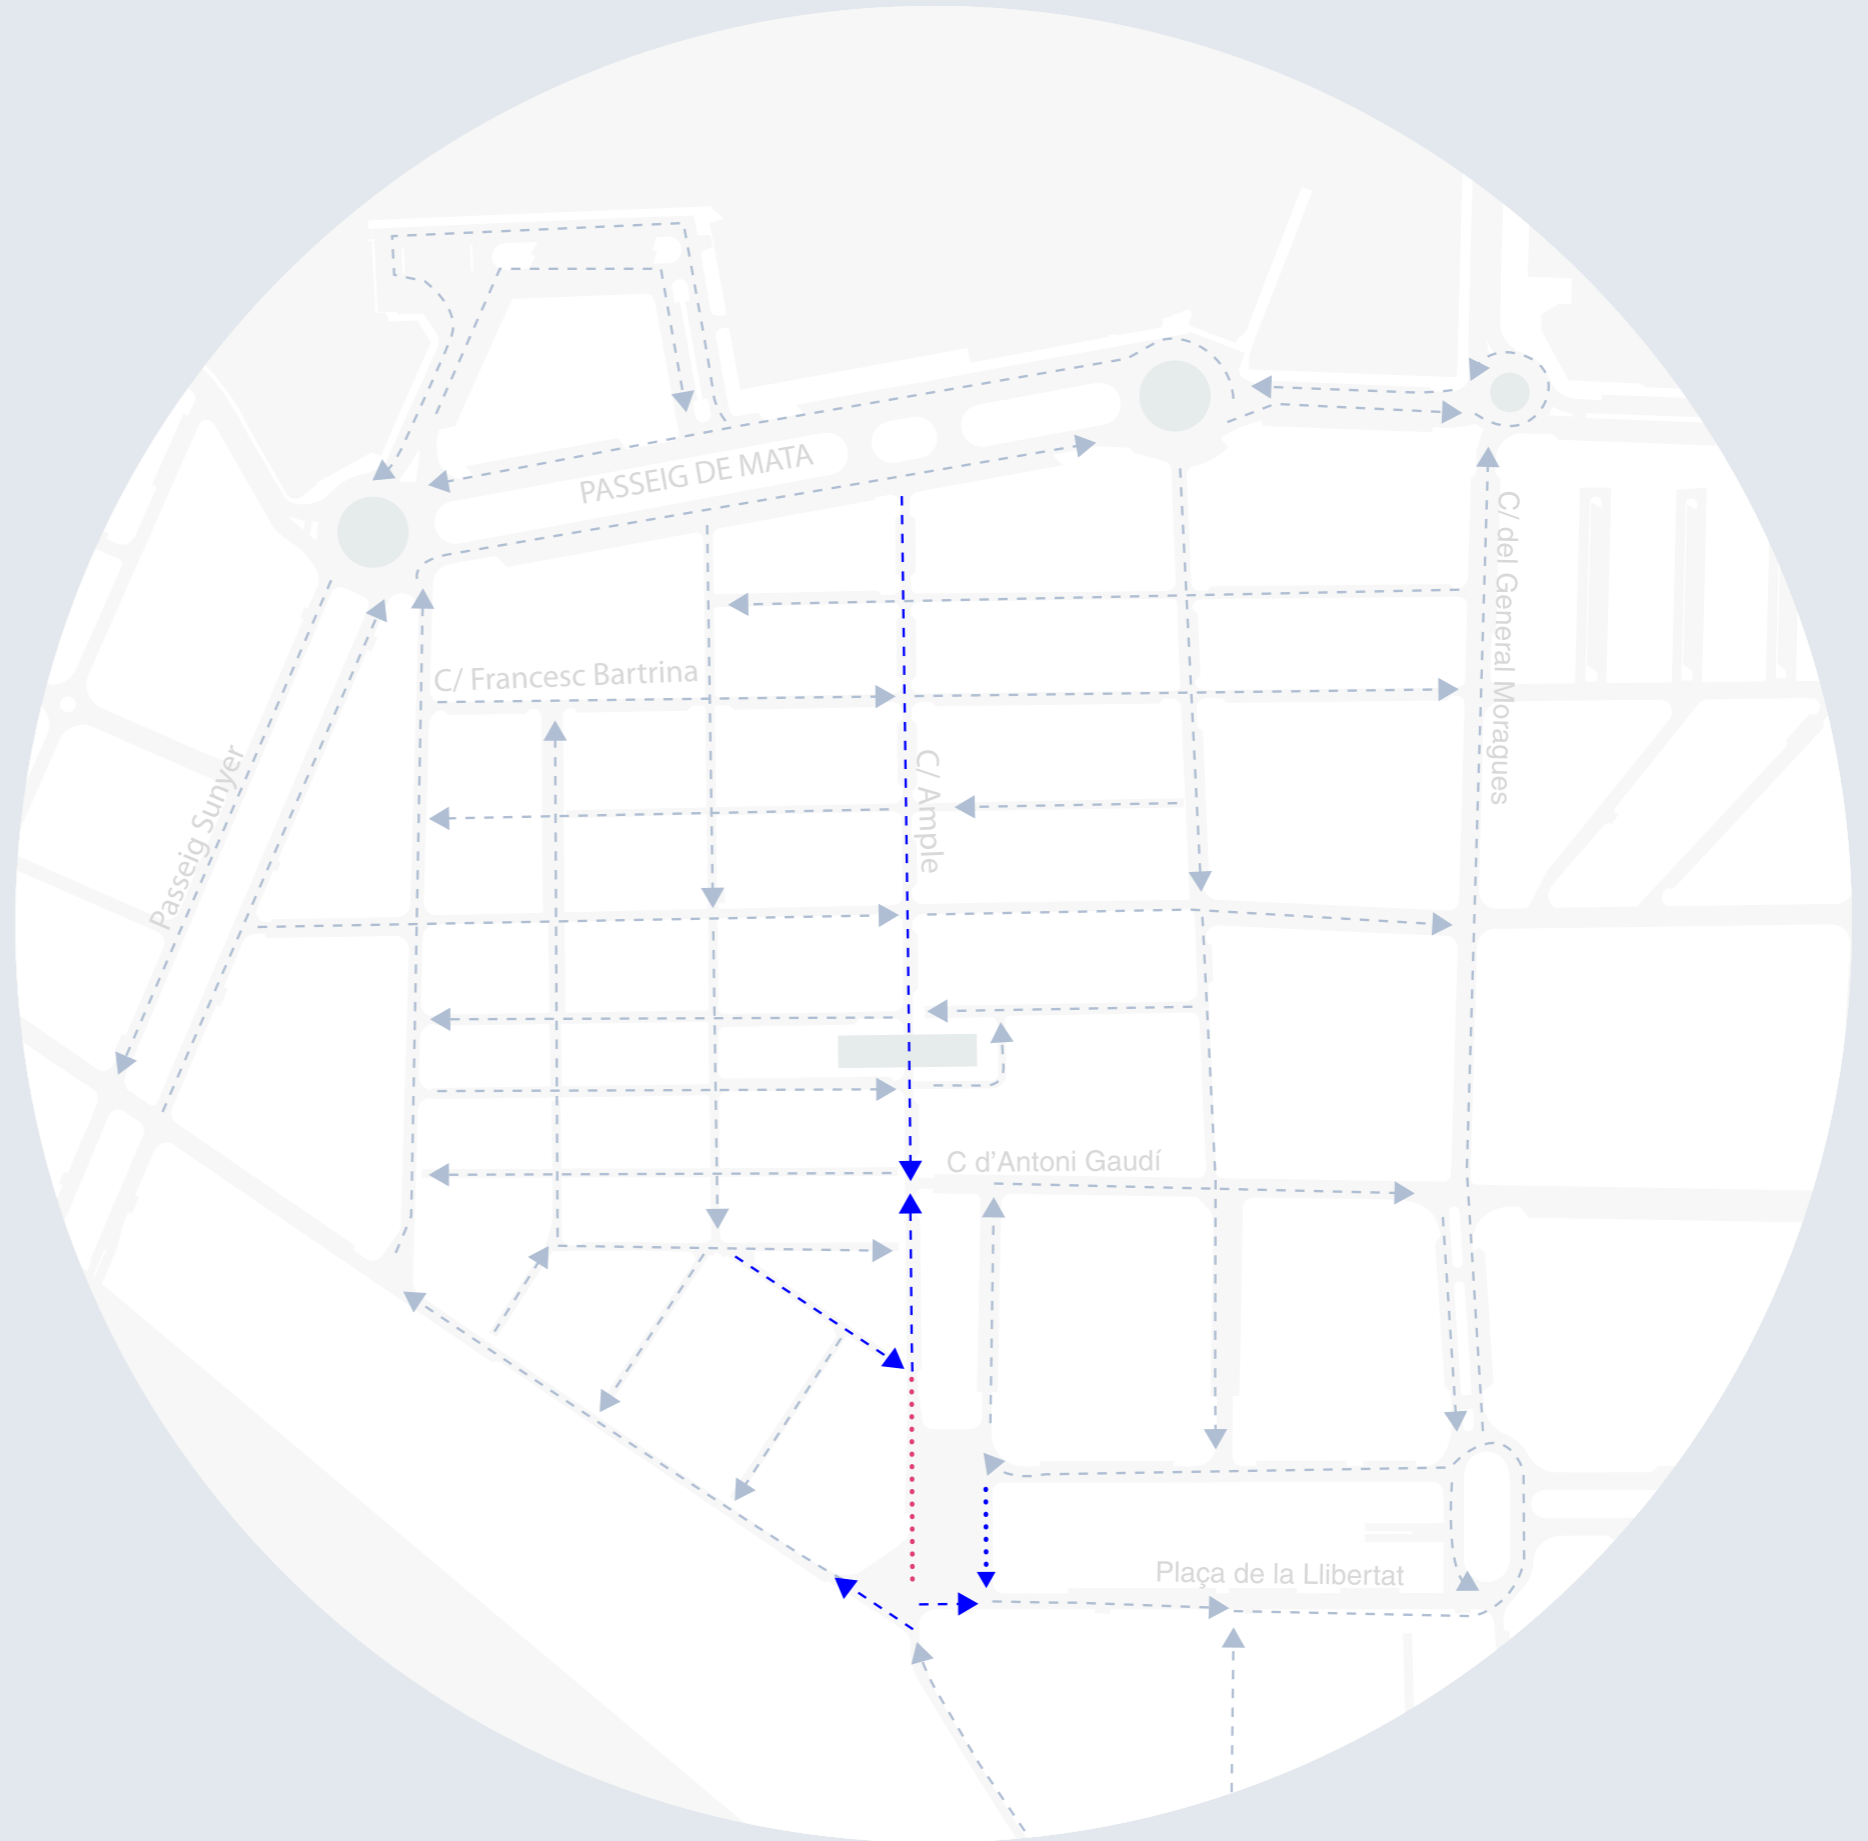 PASSEIG DE MATA
C/ del General Moragues
C/ Francesc Bartrina
Passeig Sunyer
C/ Ample
C d'Antoni Gaudí
Plaça de la Llibertat